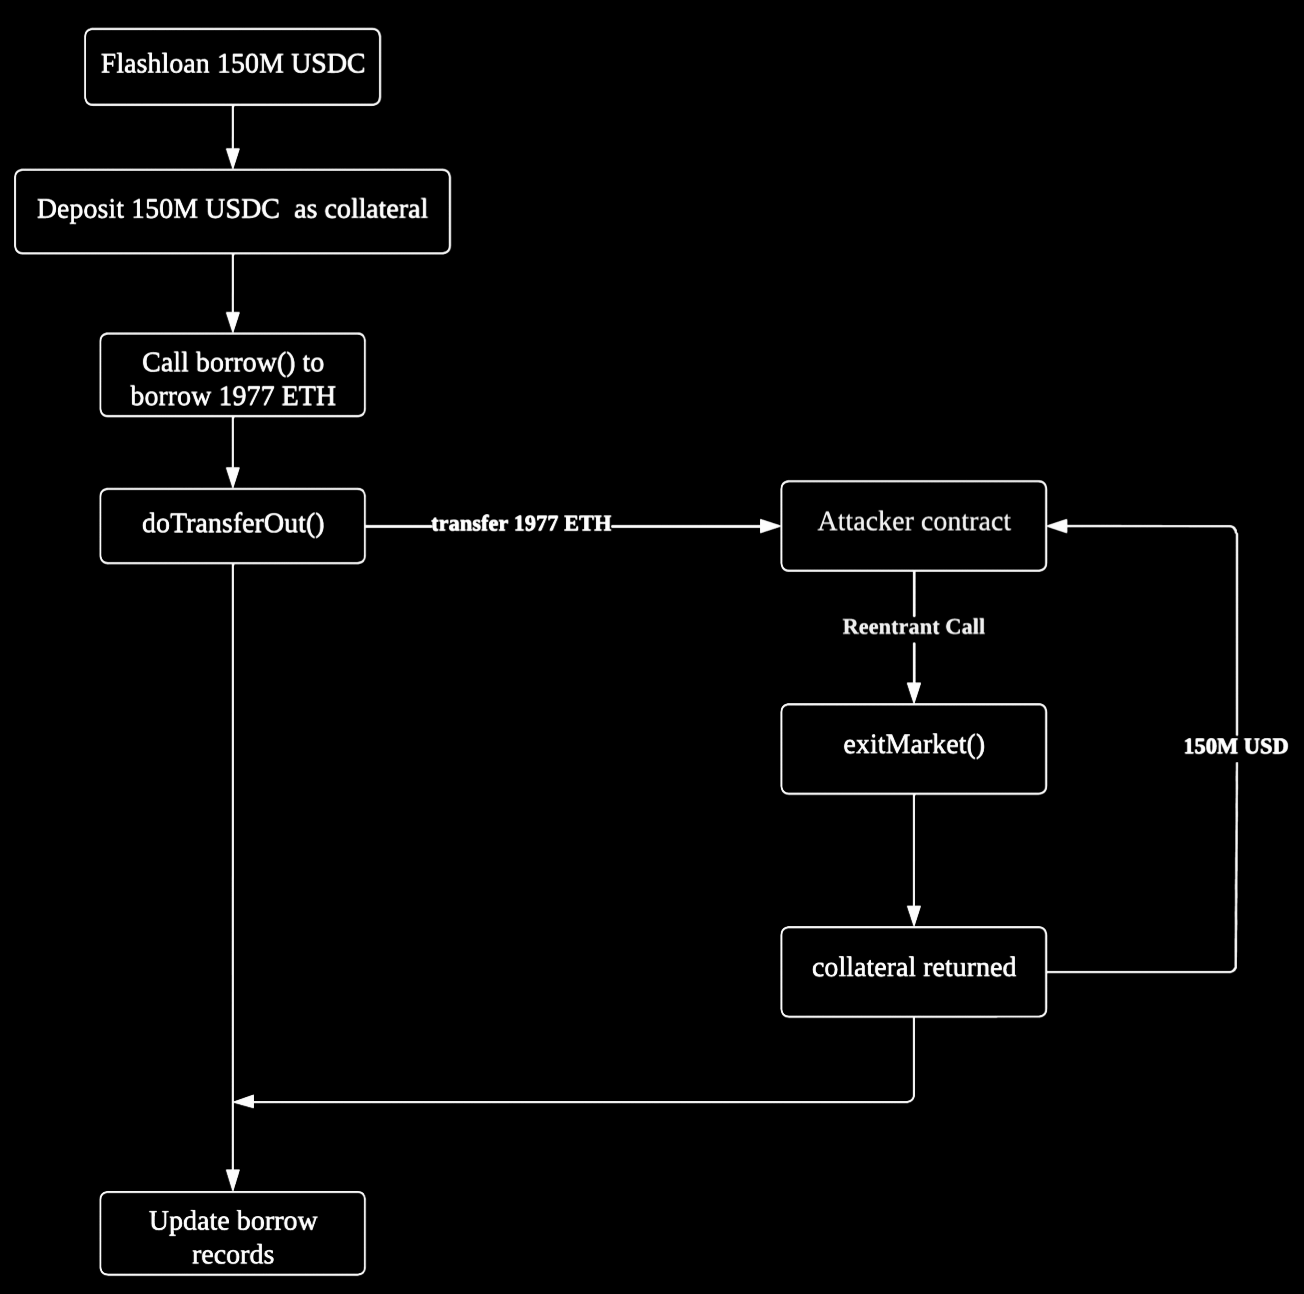 Flashloan 150M USDC
Deposit 150M USDC  as collateral
Call borrow() to
borrow 1977 ETH
doTransferOut()
transfer 1977 ETH
Attacker contract
Reentrant Call
exitMarket()
150M USD
collateral returned
Update borrow
records